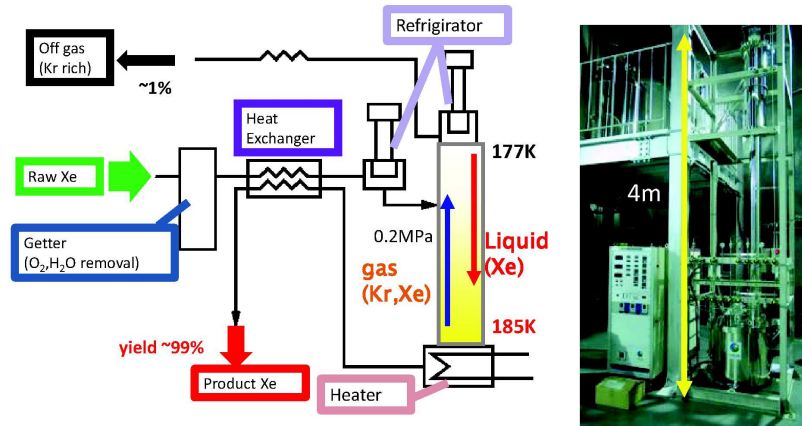 Refrigirator
Off gas
(Kr rich)
~1%
Heat
Exchanger
177K
Raw Xe
4m
0.2MPa
Liquid
(Xe)
Getter
(O₂,H₂O removal)
gas
(Kr,Xe)
185K
yield ~99%
Product Xe
Heater